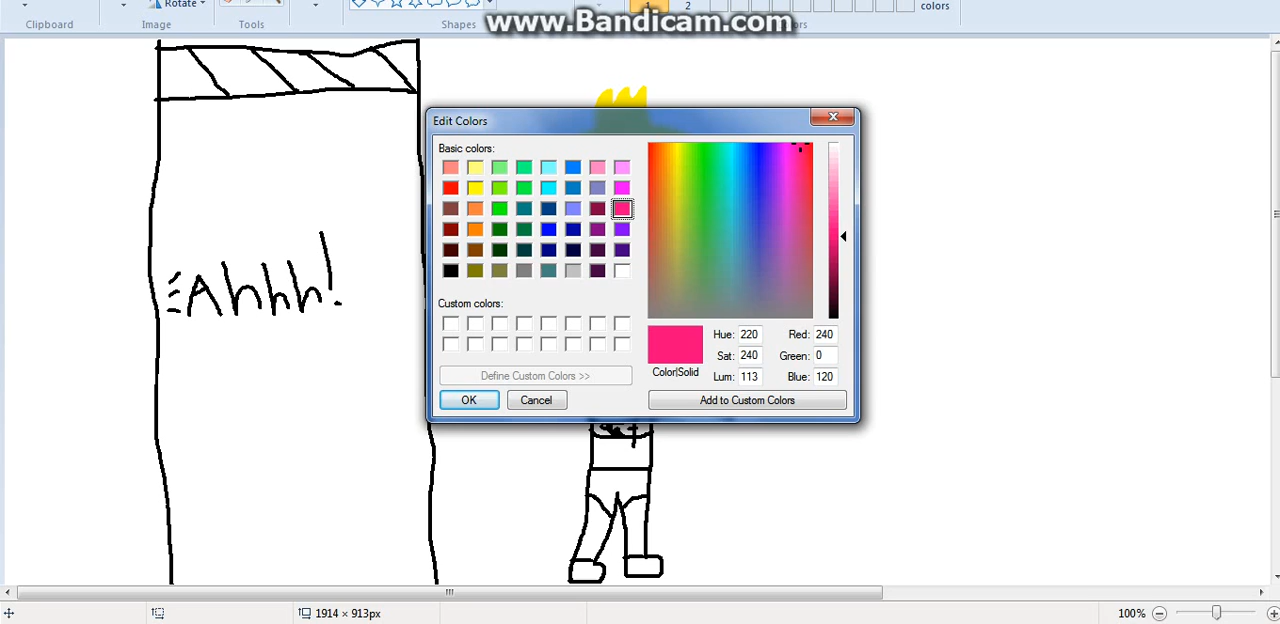 www.Bandicam.com
Rotate
1
2
colors
Clipboard
Image
Tools
Shapes
Edit Colors
Basic colors:
Custom colors:
Define Custom Colors >>
OK
Cancel
Color|Solid
Hue: 220
Sat: 240
Lum: 113
Red: 240
Green: 0
Blue: 120
Add to Custom Colors
Ahhh!
1914 × 913px
100%